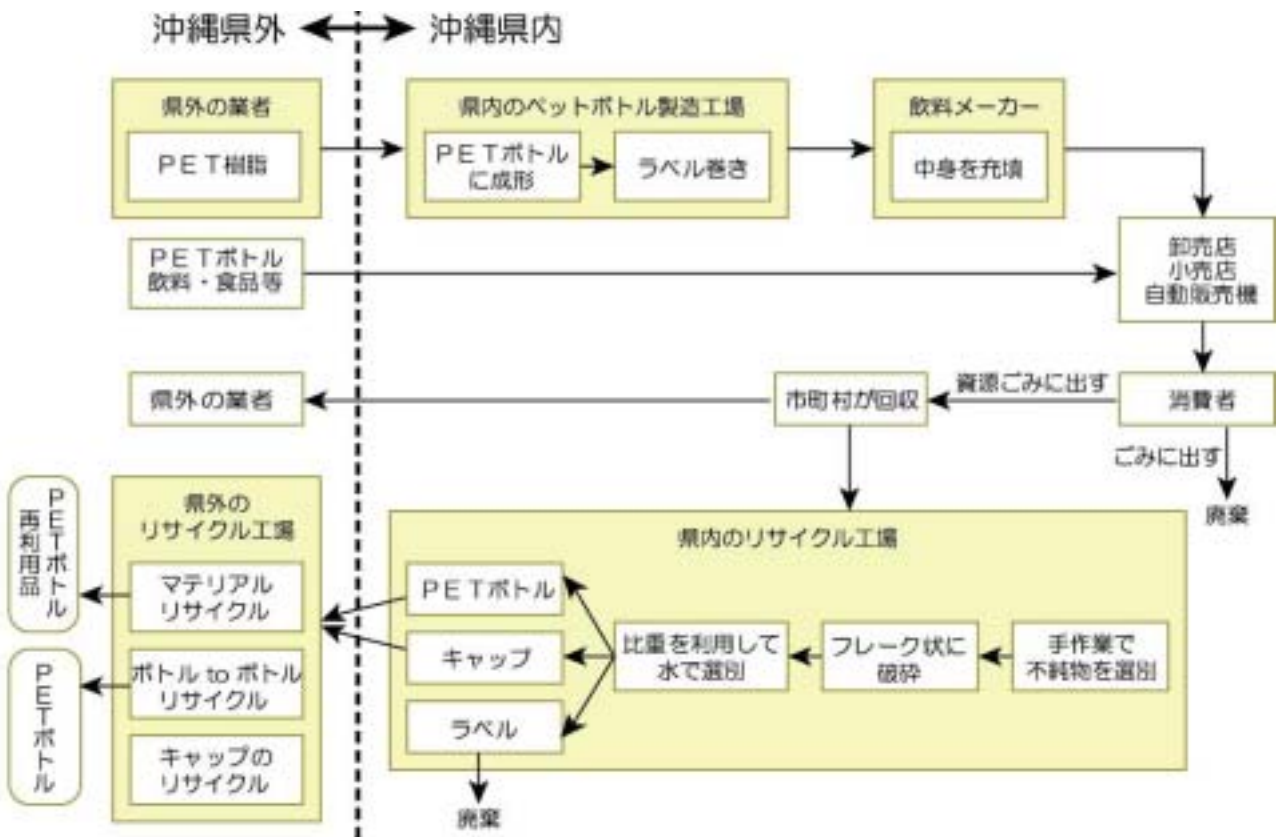 沖縄県外
沖縄県内
県外の業者
PET樹脂
県内のペットボトル製造工場
PETボトル
に成形
ラベル巻き
飲料メーカー
中身を充填
PETボトル
飲料・食品等
卸売店
小売店
自動販売機
県外の業者
市町村が回収
資源ごみに出す
消費者
ごみに出す
廃棄
PETボトル
再利用品
PETボトル
県外の
リサイクル工場
マテリアル
リサイクル
ボトル to ボトル
リサイクル
キャップの
リサイクル
県内のリサイクル工場
PETボトル
キャップ
ラベル
比重を利用して
水で選別
フレーク状に
破砕
手作業で
不純物を選別
廃棄